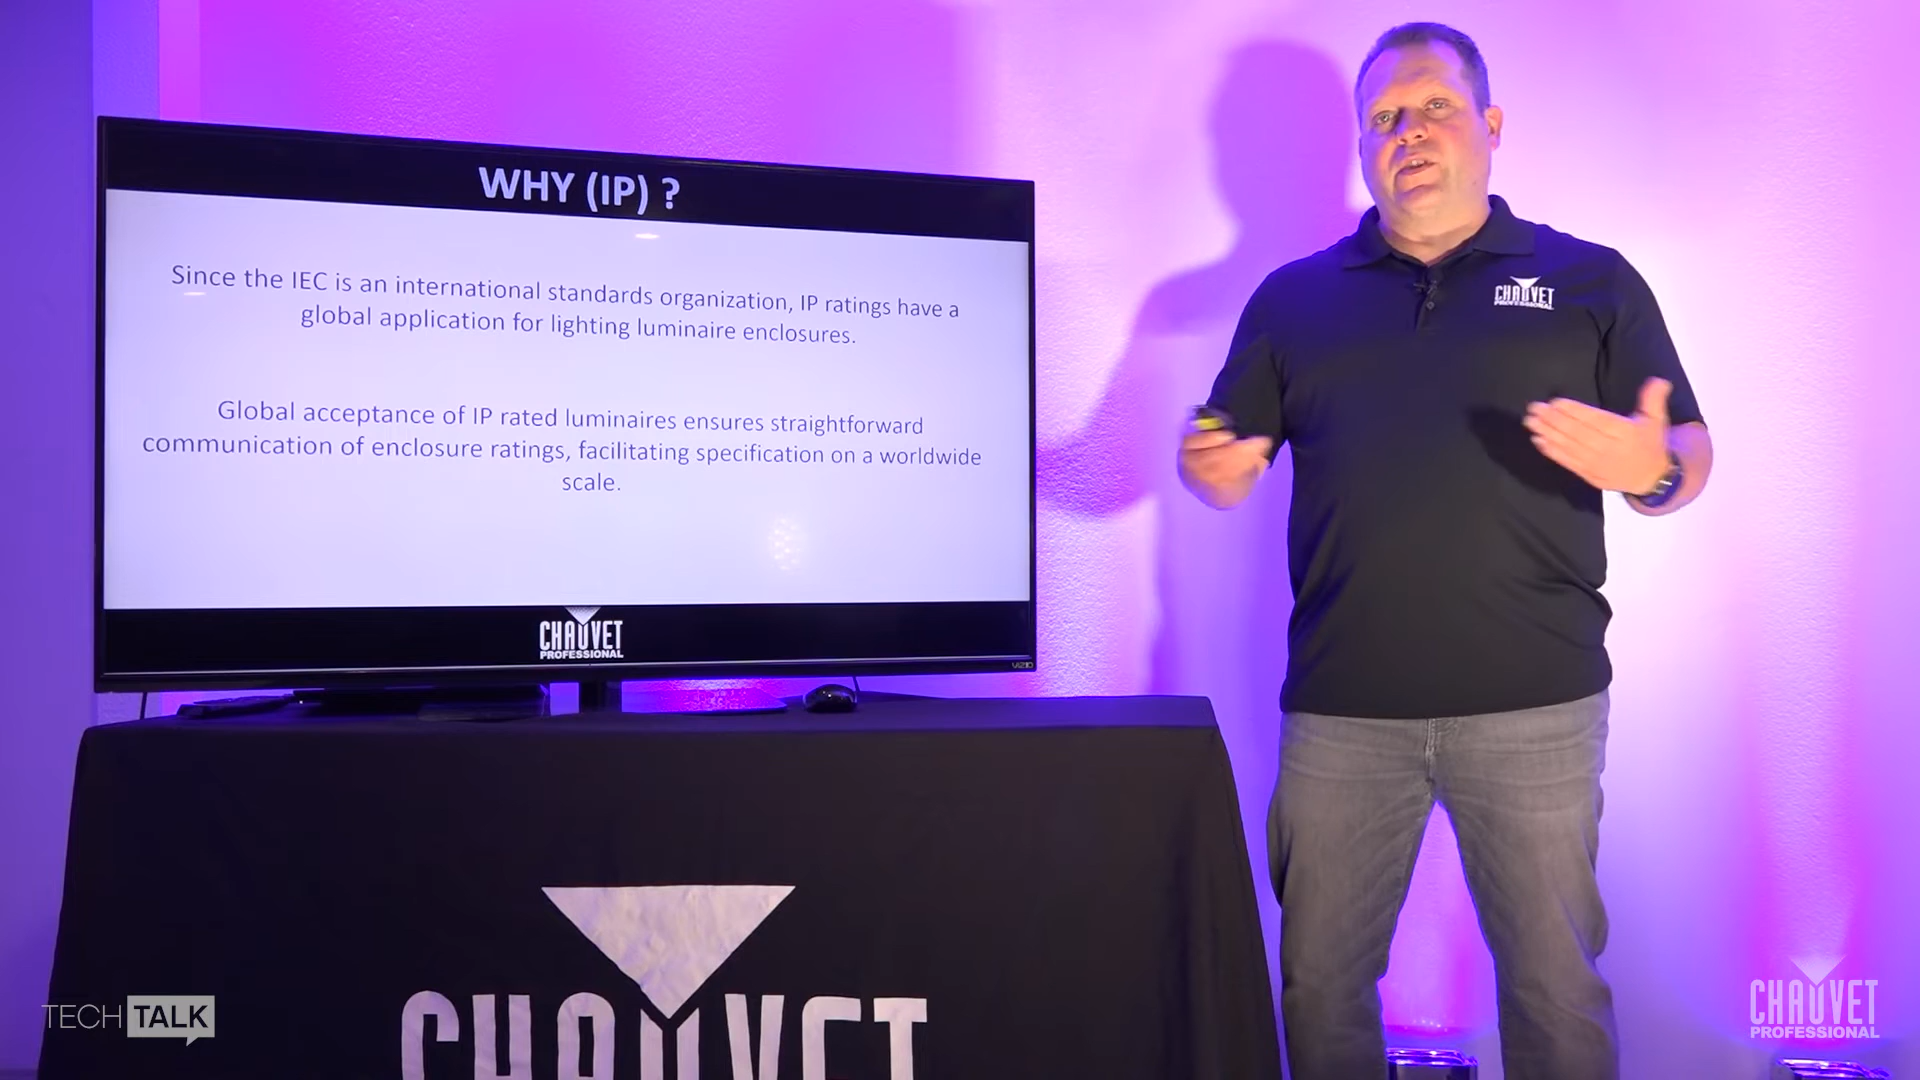 WHY (IP) ?
Since the IEC is an international standards organization, IP ratings have a
global application for lighting luminaire enclosures.
Global acceptance of IP rated luminaires ensures straightforward
communication of enclosure ratings, facilitating specification on a worldwide
scale.
CHAUVET
PROFESSIONAL
VIZIO
CHAUVET
PROFESSIONAL
CHAUVET
TECH TALK
CHAUVET
PROFESSIONAL